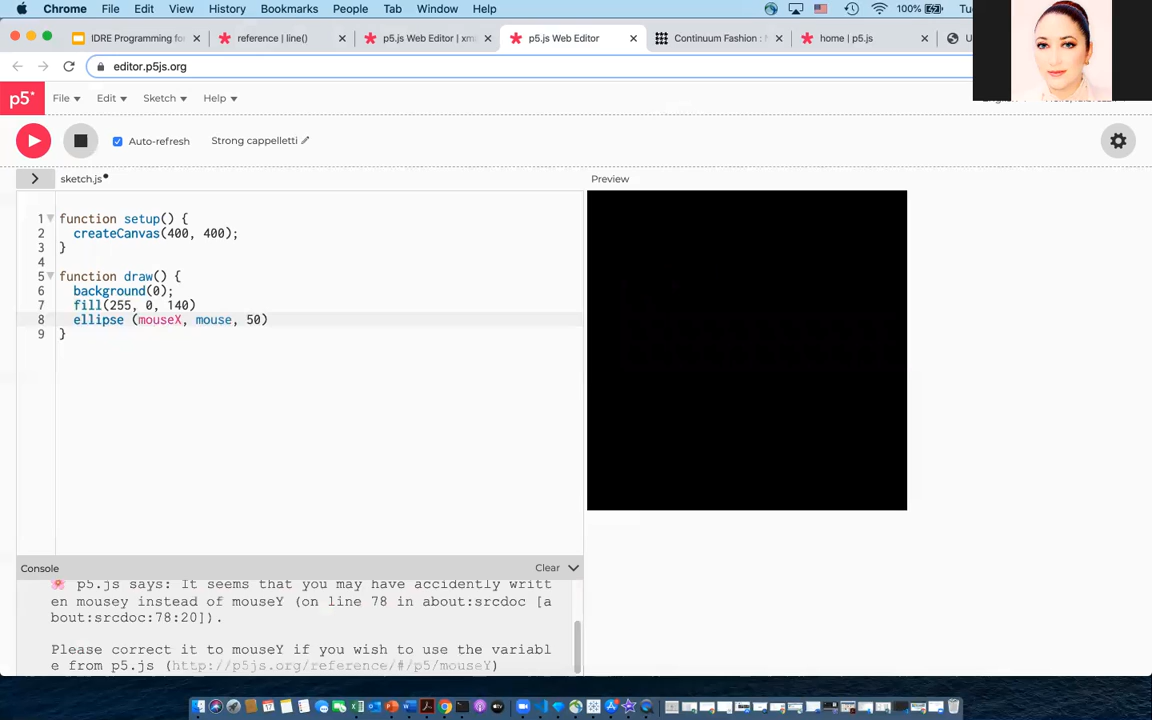 Chrome File Edit View History Bookmarks People Tab Window Help 100%
IDRE Programming for
reference | line()
p5.js Web Editor | xml
p5.js Web Editor
Continuum Fashion :
home | p5.js
editor.p5js.org
p5* File Edit Sketch Help
Auto-refresh Strong cappelletti
sketch.js Preview
1 function setup() {
2 createCanvas(400, 400);
3 }
4
5 function draw() {
6 background(0);
7 fill(255, 0, 140)
8 ellipse (mouseX, mouse, 50)
9 }
Console Clear
p5.js says: It seems that you may have accidently writt
en mousey instead of mouseY (on line 78 in about:srcdoc [a
bout:srcdoc:78:20]).
Please correct it to mouseY if you wish to use the variabl
e from p5.js (http://p5js.org/reference/#/p5/mouseY)